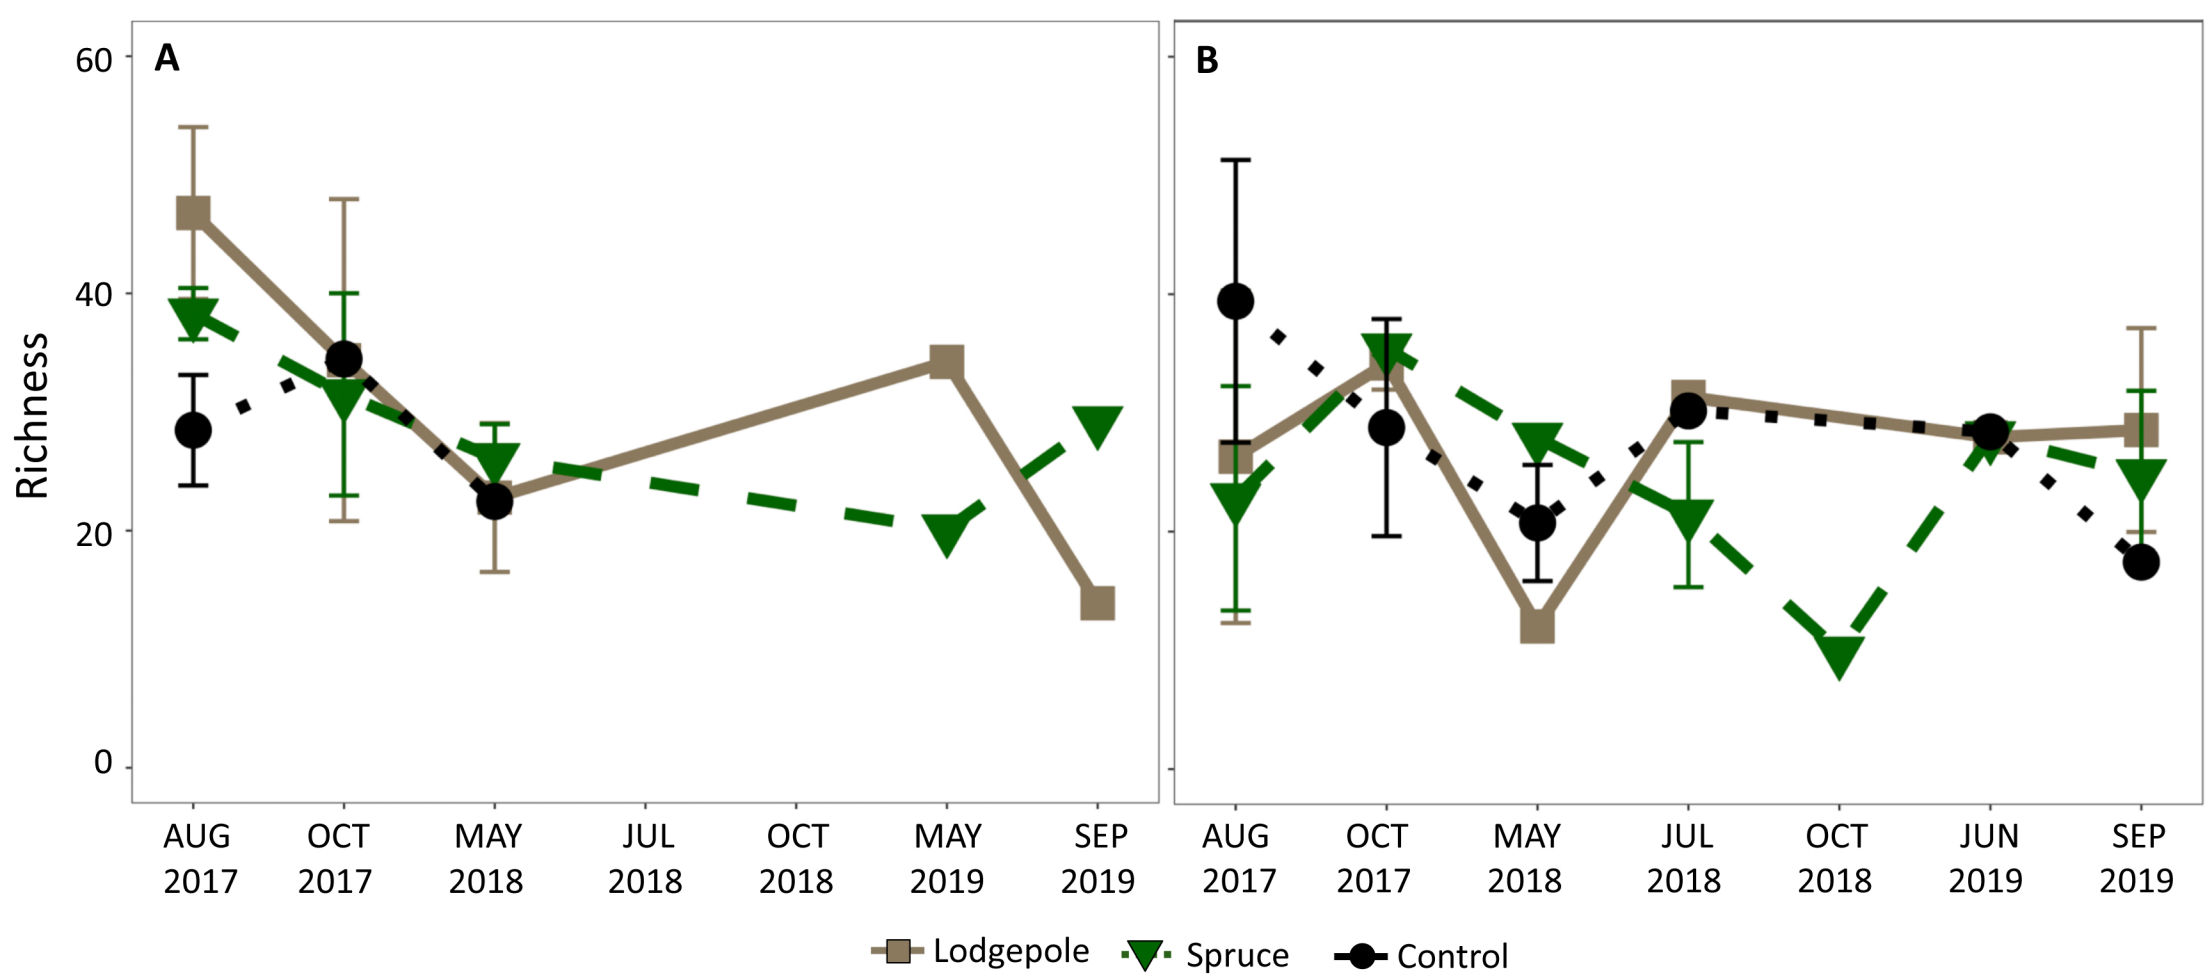 A
B
60
40
20
0
Richness
AUG OCT MAY JUL OCT MAY SEP
2017 2017 2018 2018 2018 2019 2019
AUG OCT MAY JUL OCT JUN SEP
2017 2017 2018 2018 2018 2019 2019
Lodgepole Spruce Control